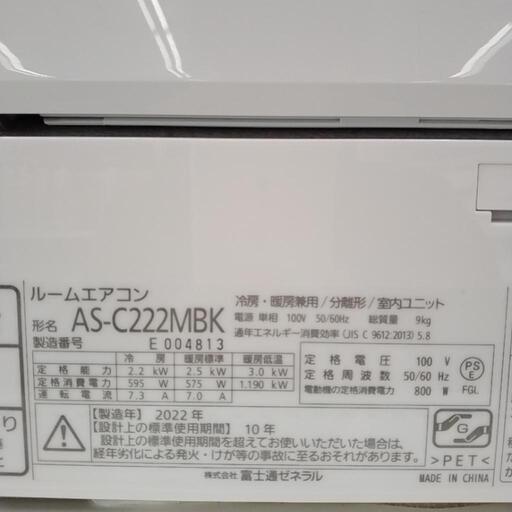 ルームエアコン
形名 AS-C222MBK
製造番号 E 004813
冷房・暖房兼用/分離形/室内ユニット
電源 単相 100V 50/60Hz 総質量 9kg
通年エネルギー消費効率(JIS C 9612:2013) 5.8
冷 房 暖房標準 暖房低温
定格能力 2.2 kW 2.5 kW 3.0 kW
定格消費電力 595 W 575 W 1,190 kW
運転電流 7.3 A 7.0 A
定格電圧 100 V
定格周波数 50/60 Hz
電動機の定格消費電力 800 W
PS
E
FGL
【製造年】2022 年
【設計上の標準使用期間】10 年
設計上の標準使用期間を超えてお使いいただいた場合は、
経年劣化による発火・けが等の事故に至るおそれがあります。
G
>PET<
株式会社 富士通ゼネラル
MADE IN CHINA